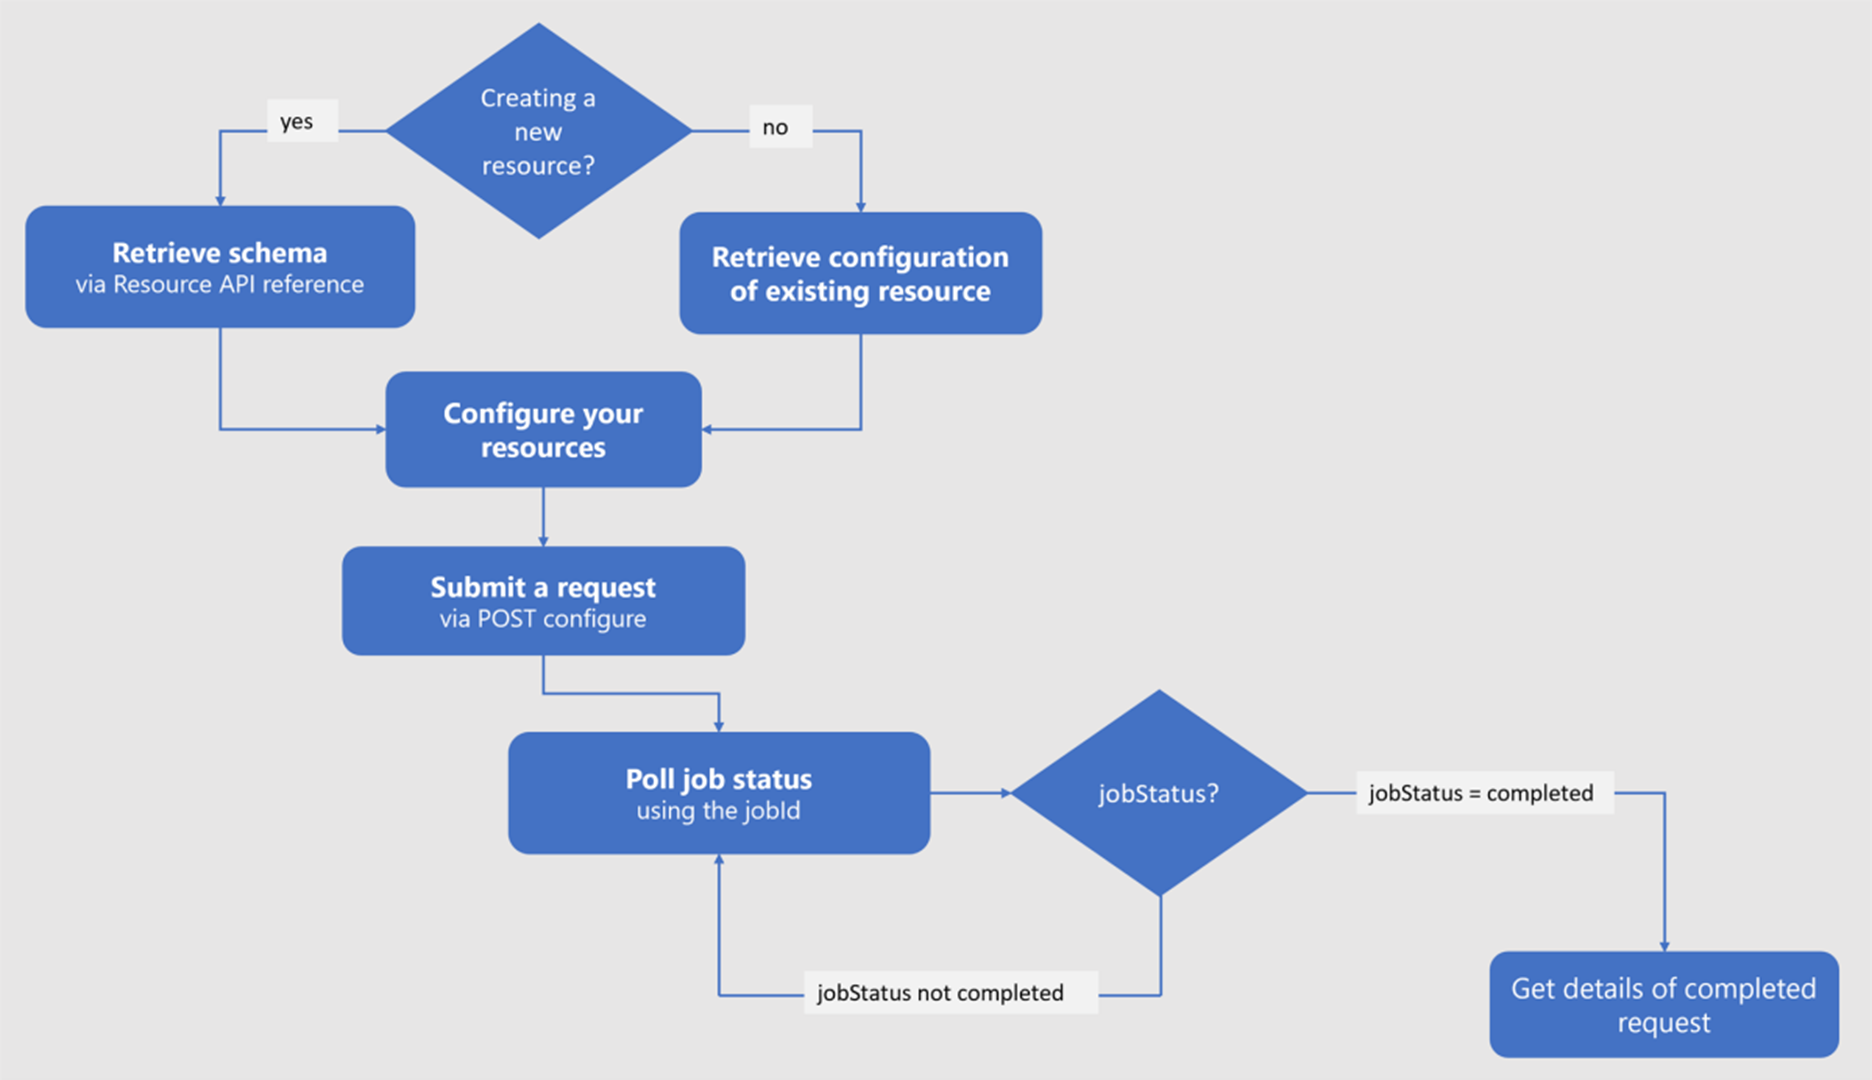 Creating a
new
resource?
yes
no
Retrieve schema
via Resource API reference
Retrieve configuration
of existing resource
Configure your
resources
Submit a request
via POST configure
Poll job status
using the jobId
jobStatus?
jobStatus = completed
jobStatus not completed
Get details of completed
request